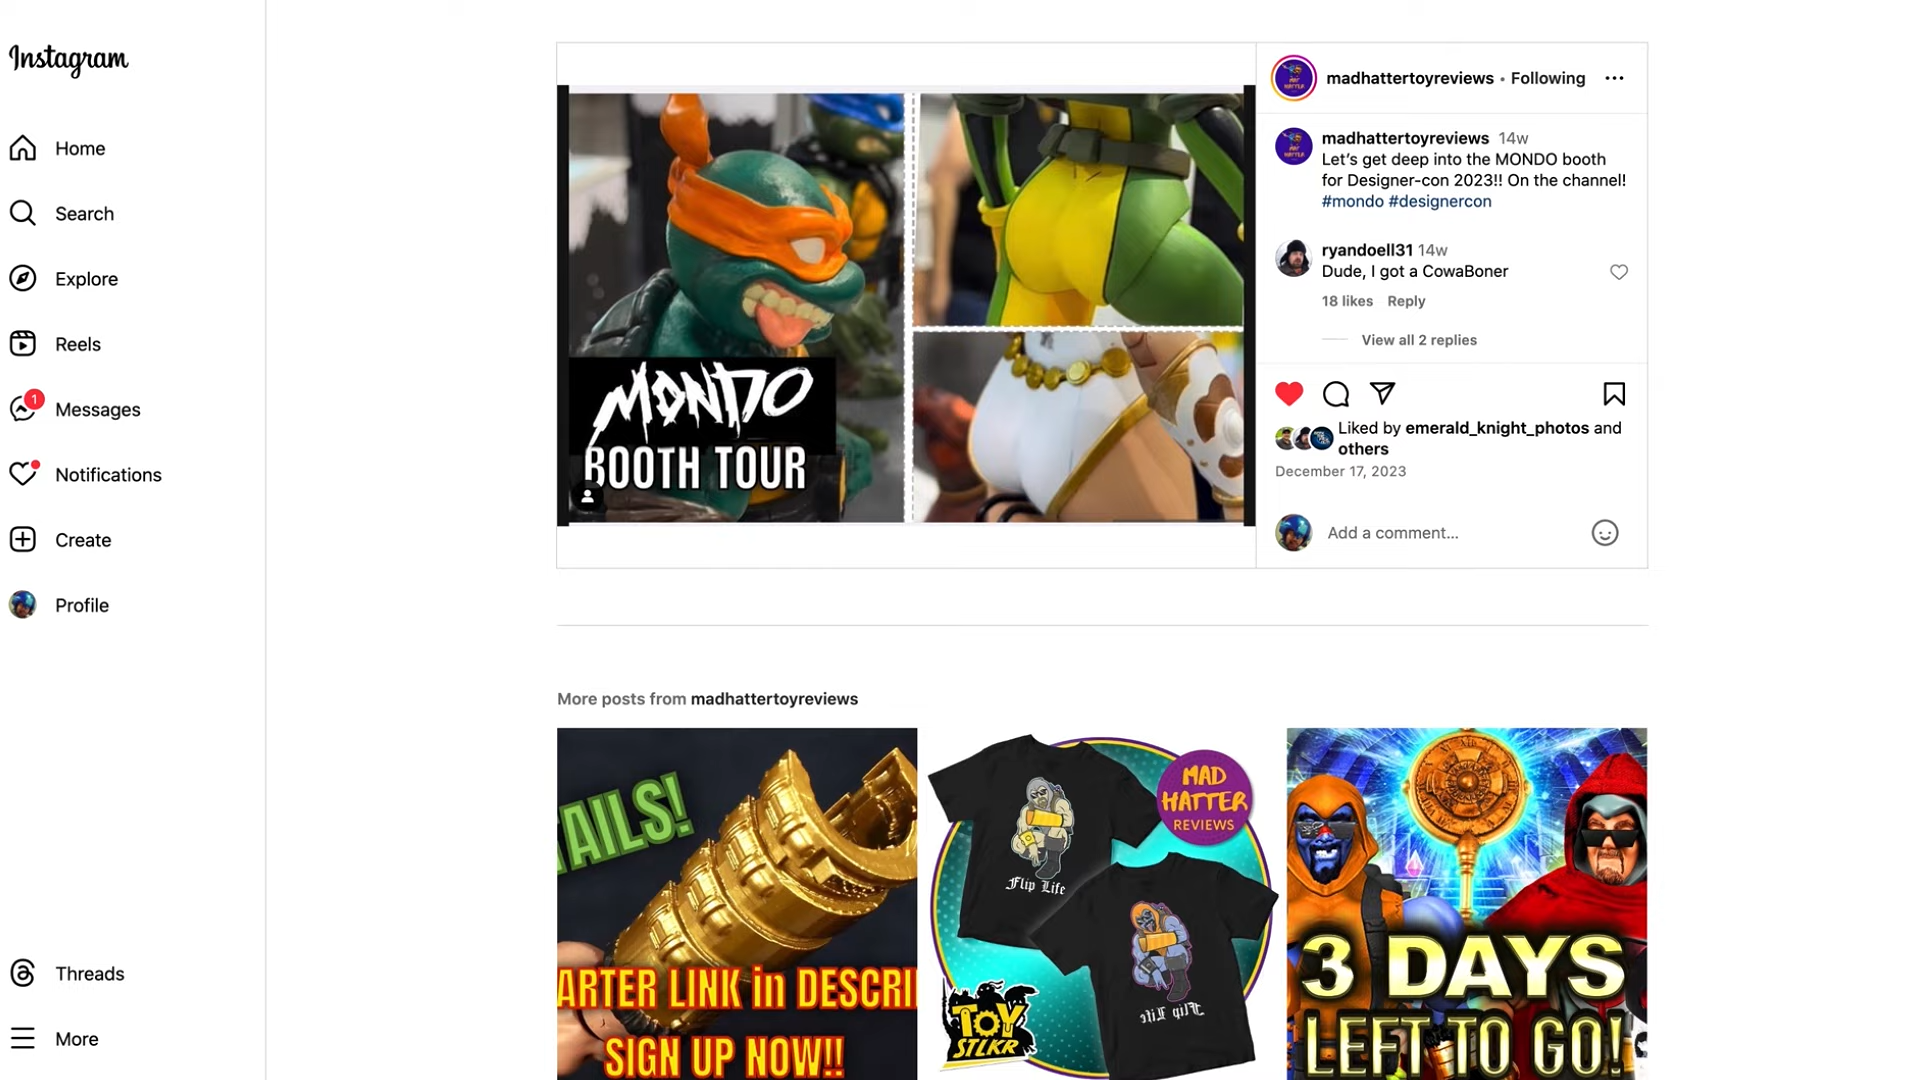 Instagram
Home
Search
Explore
Reels
1
Messages
Notifications
Create
Profile
Threads
More
MONDO
BOOTH TOUR
madhattertoyreviews • Following
madhattertoyreviews 14w
Let's get deep into the MONDO booth
for Designer-con 2023!! On the channel!
#mondo #designercon
ryandoell31 14w
Dude, I got a CowaBoner
18 likes Reply
View all 2 replies
Liked by emerald_knight_photos and
others
December 17, 2023
Add a comment...
More posts from madhattertoyreviews
TAILS!
ARTER LINK in DESCRI
SIGN UP NOW!!
MAD
HATTER
REVIEWS
Flip Life
Flip Life
TOY
STLKR
3 DAYS
LEFT TO GO!